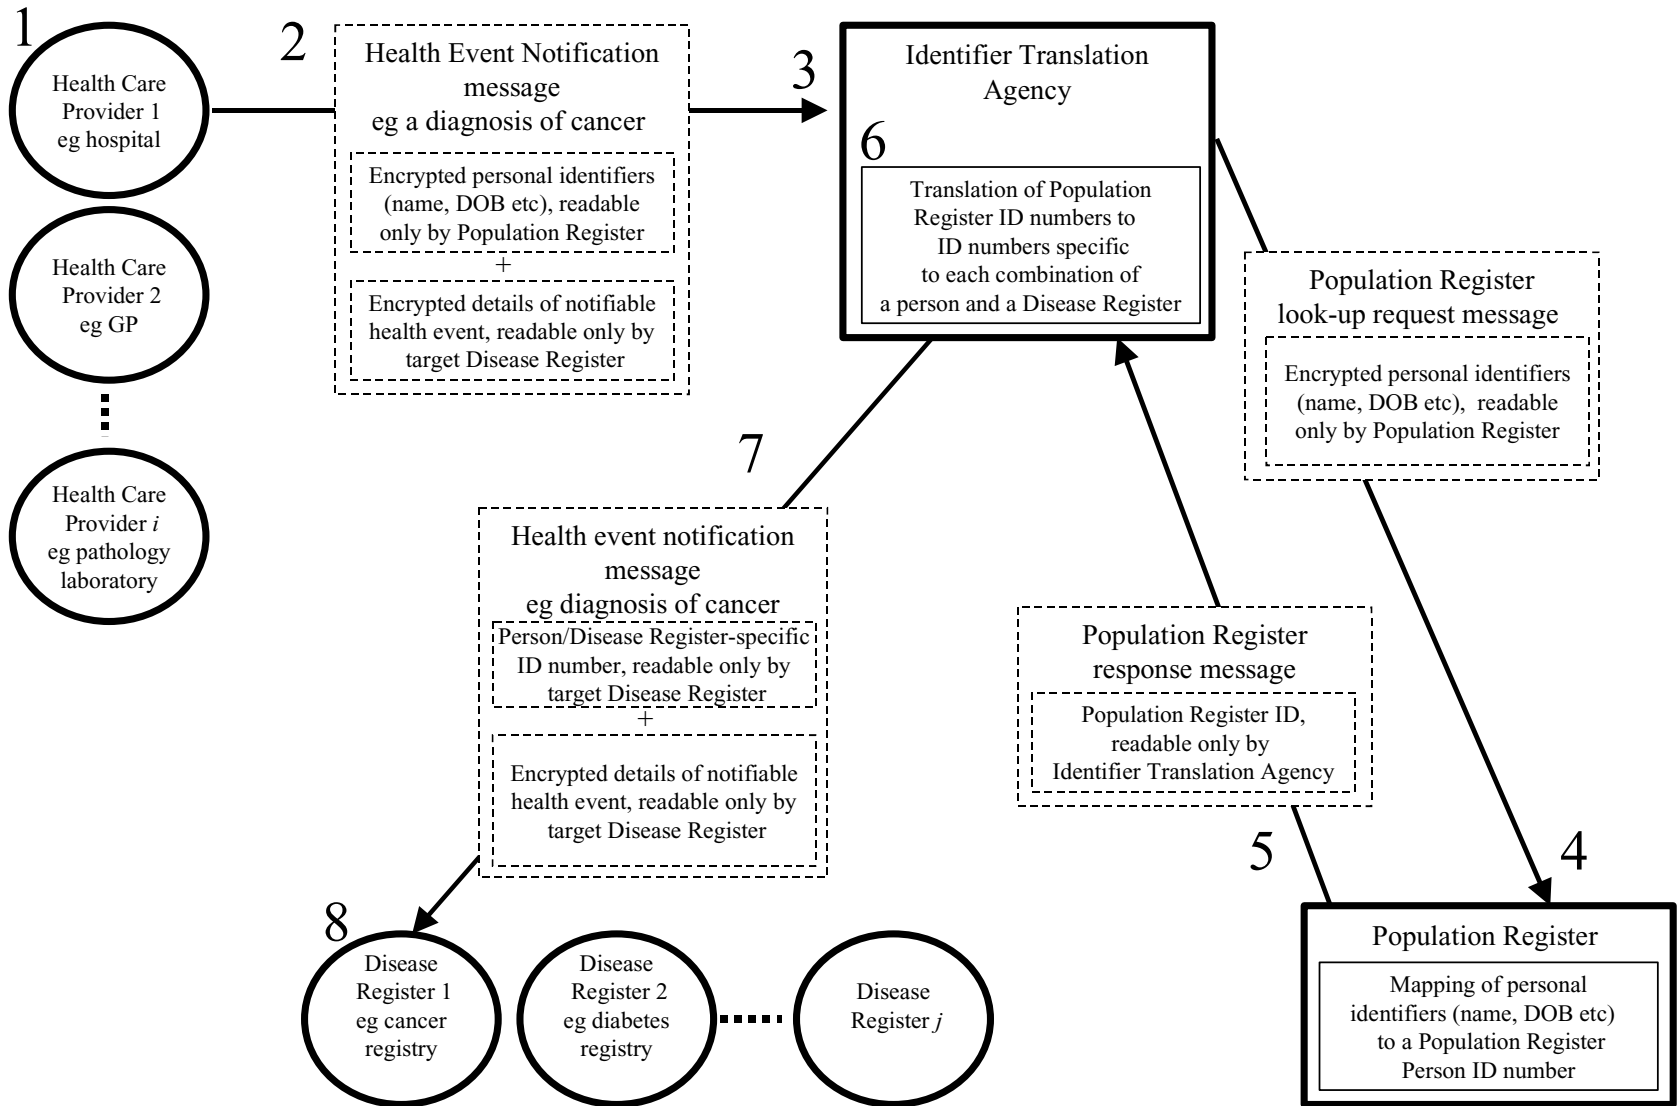 1
Health Care
Provider 1
eg hospital
Health Care
Provider 2
eg GP
Health Care
Provider i
eg pathology
laboratory
2
Health Event Notification
message
eg a diagnosis of cancer
Encrypted personal identifiers
(name, DOB etc), readable
only by Population Register
+
Encrypted details of notifiable
health event, readable only by
target Disease Register
3
Identifier Translation
Agency
6
Translation of Population
Register ID numbers to
ID numbers specific
to each combination of
a person and a Disease Register
Population Register
look-up request message
Encrypted personal identifiers
(name, DOB etc), readable
only by Population Register
4
Population Register
Mapping of personal
identifiers (name, DOB etc)
to a Population Register
Person ID number
5
Population Register
response message
Population Register ID,
readable only by
Identifier Translation Agency
7
Health event notification
message
eg diagnosis of cancer
Person/Disease Register-specific
ID number, readable only by
target Disease Register
+
Encrypted details of notifiable
health event, readable only by
target Disease Register
8
Disease
Register 1
eg cancer
registry
Disease
Register 2
eg diabetes
registry
Disease
Register j